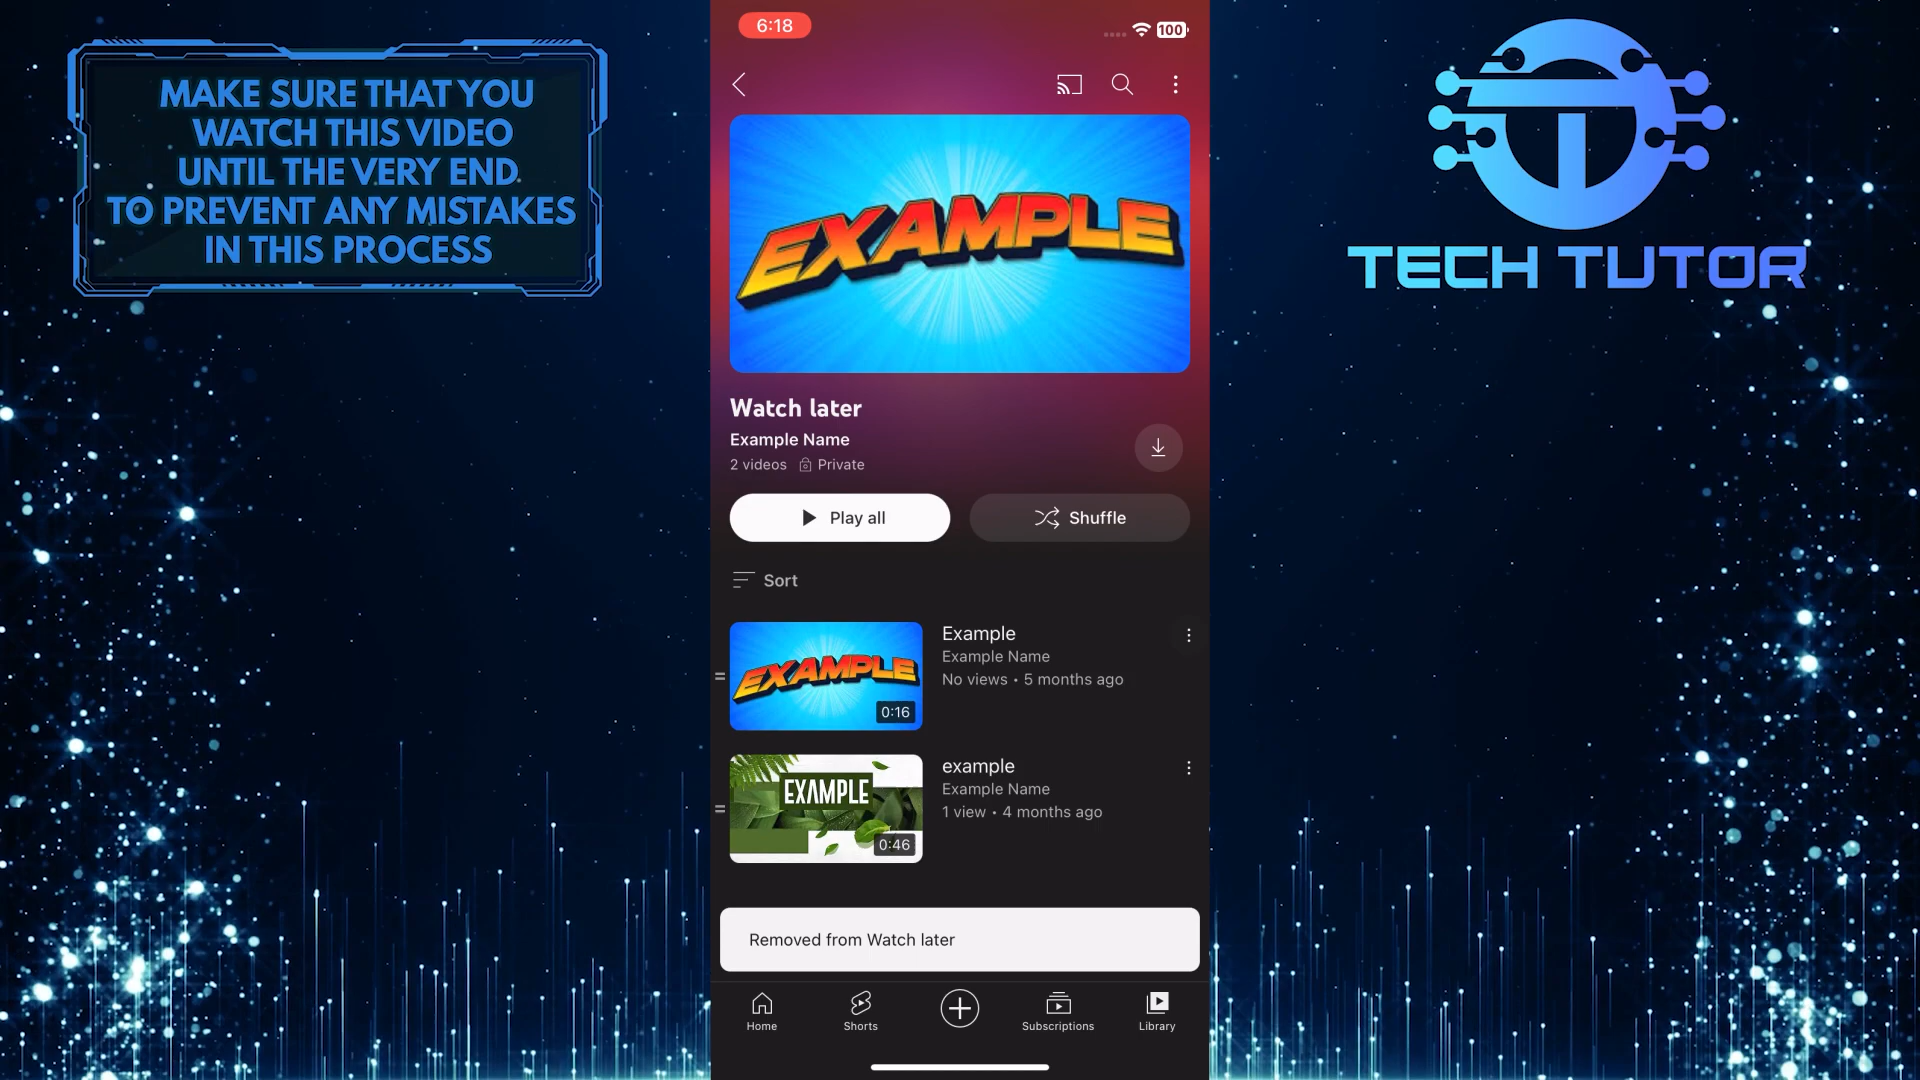 MAKE SURE THAT YOU
WATCH THIS VIDEO
UNTIL THE VERY END
TO PREVENT ANY MISTAKES
IN THIS PROCESS
6:18
100
EXAMPLE
Watch later
Example Name
2 videos Private
Play all
Shuffle
Sort
EXAMPLE
0:16
Example
Example Name
No views • 5 months ago
EXAMPLE
0:46
example
Example Name
1 view • 4 months ago
Removed from Watch later
Home
Shorts
Subscriptions
Library
T
TECH TUTOR